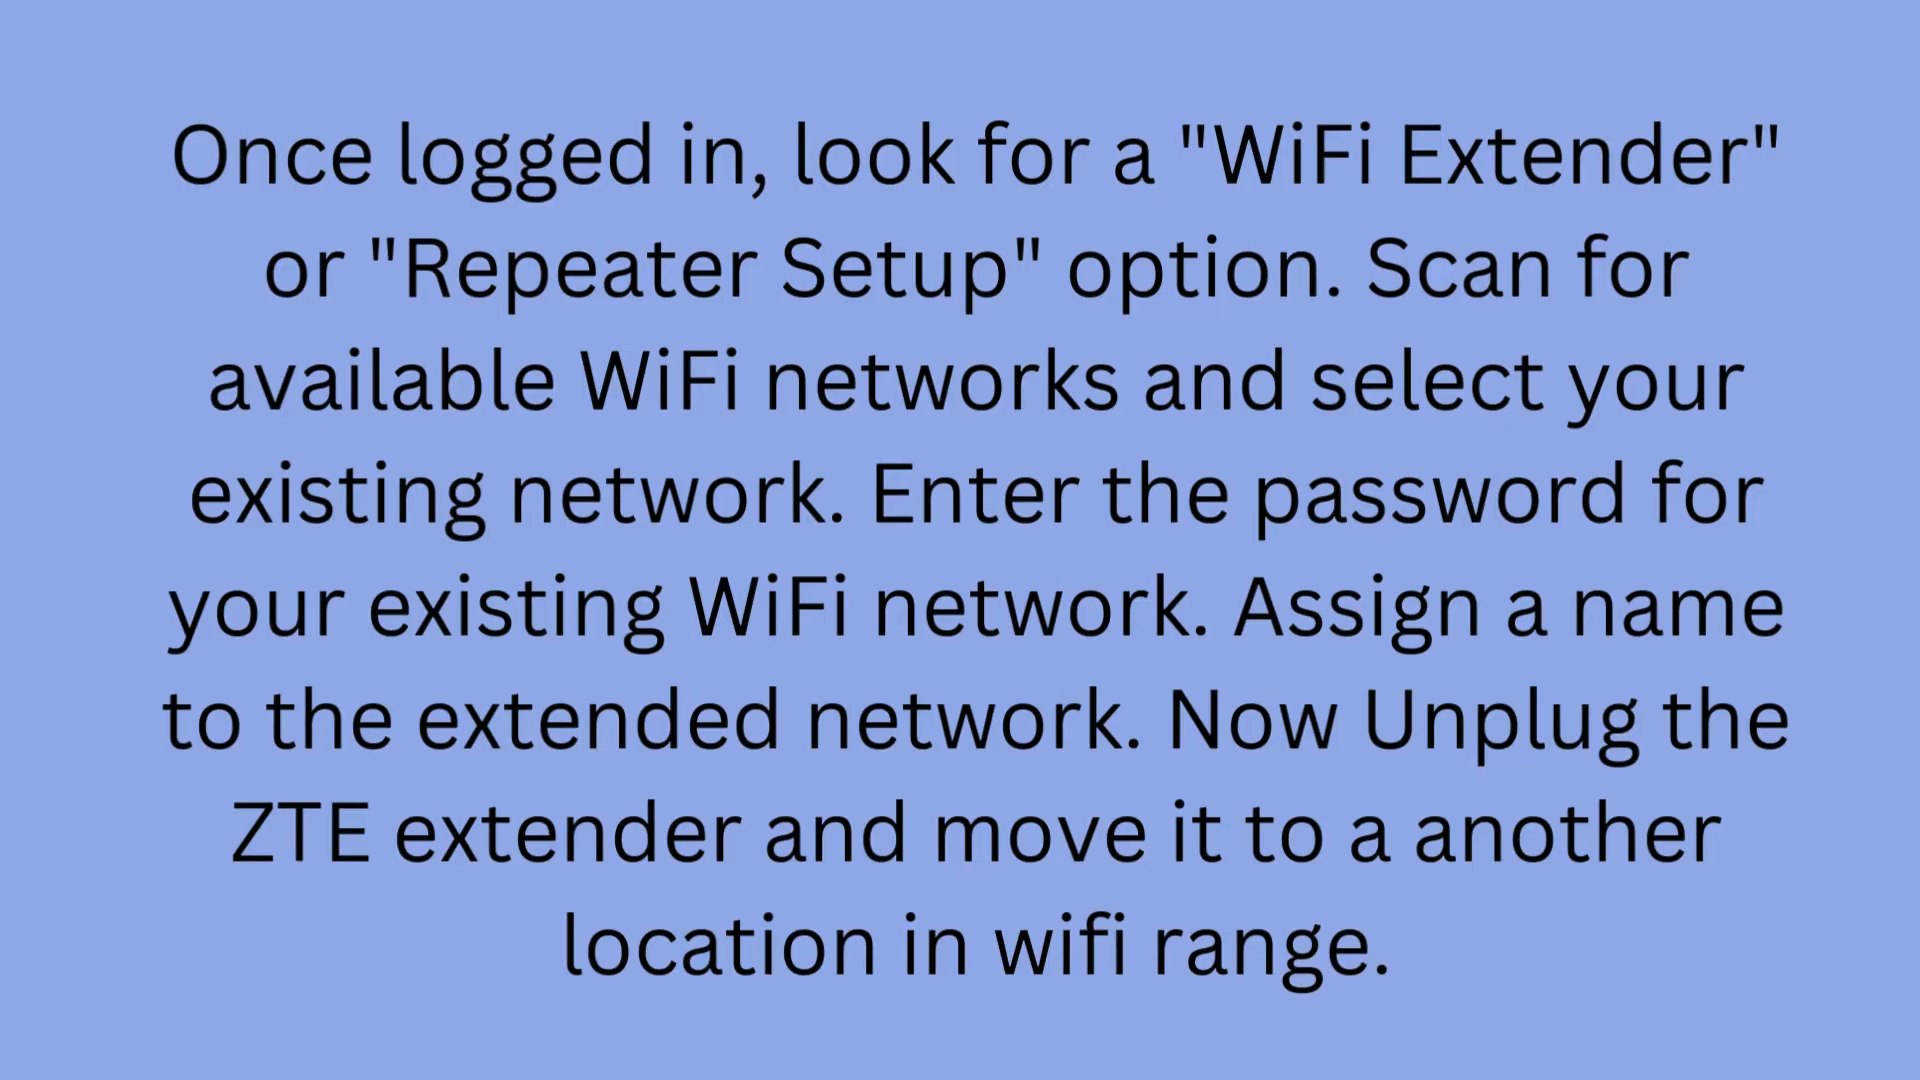 Once logged in, look for a "WiFi Extender"
or "Repeater Setup" option. Scan for
available WiFi networks and select your
existing network. Enter the password for
your existing WiFi network. Assign a name
to the extended network. Now Unplug the
ZTE extender and move it to a another
location in wifi range.